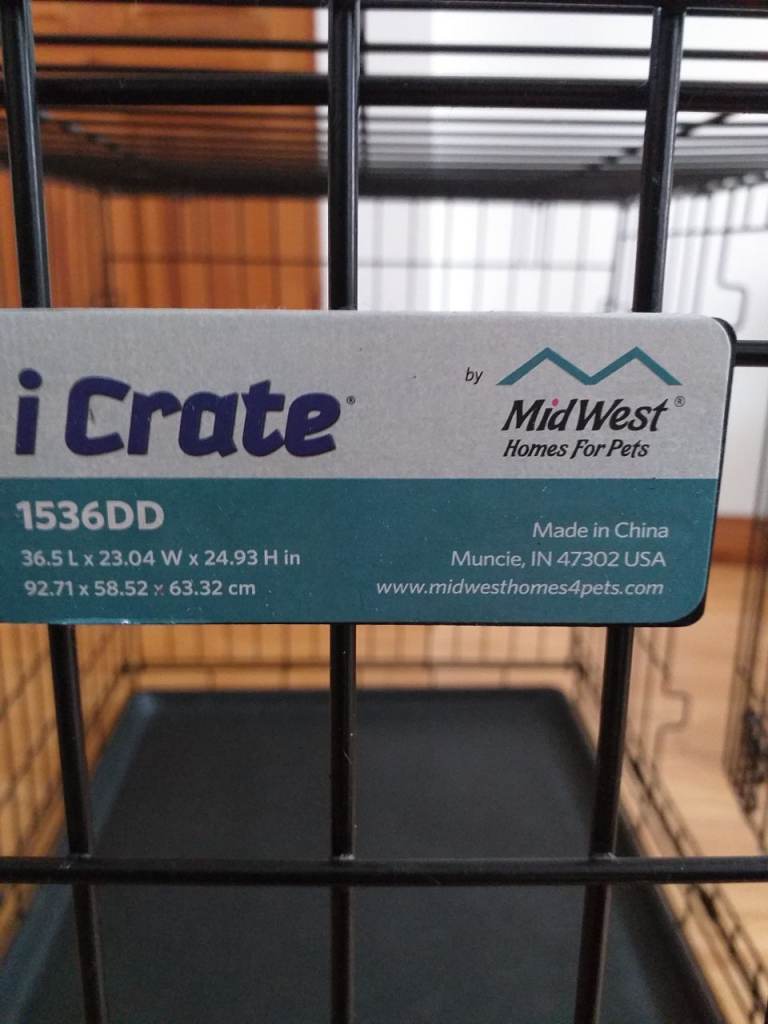 i Crate®
by
MidWest®
Homes For Pets
1536DD
36.5 L x 23.04 W x 24.93 H in
92.71 x 58.52 x 63.32 cm
Made in China
Muncie, IN 47302 USA
www.midwesthomes4pets.com